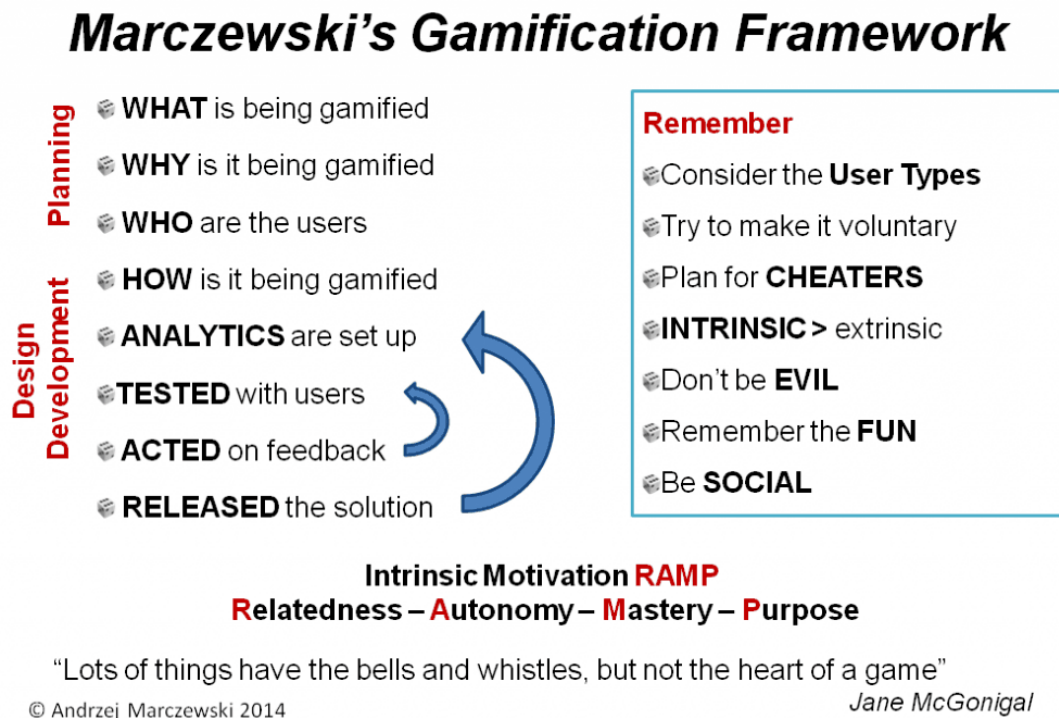 Marczewski's Gamification Framework
Planning
WHAT is being gamified
WHY is it being gamified
WHO are the users
Design
Development
HOW is it being gamified
ANALYTICS are set up
TESTED with users
ACTED on feedback
RELEASED the solution
Remember
Consider the User Types
Try to make it voluntary
Plan for CHEATERS
INTRINSIC > extrinsic
Don't be EVIL
Remember the FUN
Be SOCIAL
Intrinsic Motivation RAMP
Relatedness – Autonomy – Mastery – Purpose
“Lots of things have the bells and whistles, but not the heart of a game”
Jane McGonigal
© Andrzej Marczewski 2014